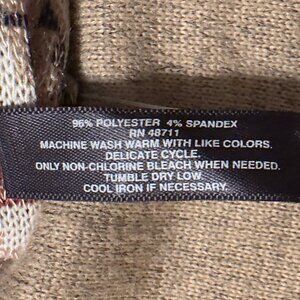 96% POLYESTER 4% SPANDEX
RN 48711
MACHINE WASH WARM WITH LIKE COLORS.
DELICATE CYCLE.
ONLY NON-CHLORINE BLEACH WHEN NEEDED.
TUMBLE DRY LOW.
COOL IRON IF NECESSARY.